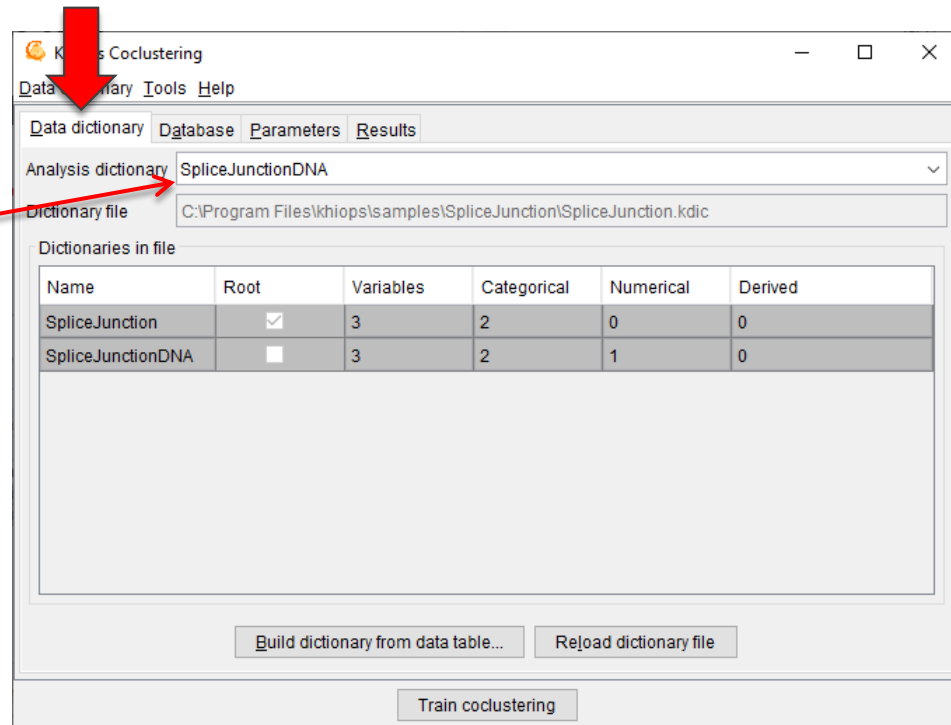 K s Coclustering
Data nary Tools Help
Data dictionary Database Parameters Results
Analysis dictionary SpliceJunctionDNA
Dictionary file C:\Program Files\khiops\samples\SpliceJunction\SpliceJunction.kdic
Dictionaries in file
Name Root Variables Categorical Numerical Derived
SpliceJunction 3 2 0 0
SpliceJunctionDNA 3 2 1 0
Build dictionary from data table... Reload dictionary file
Train coclustering